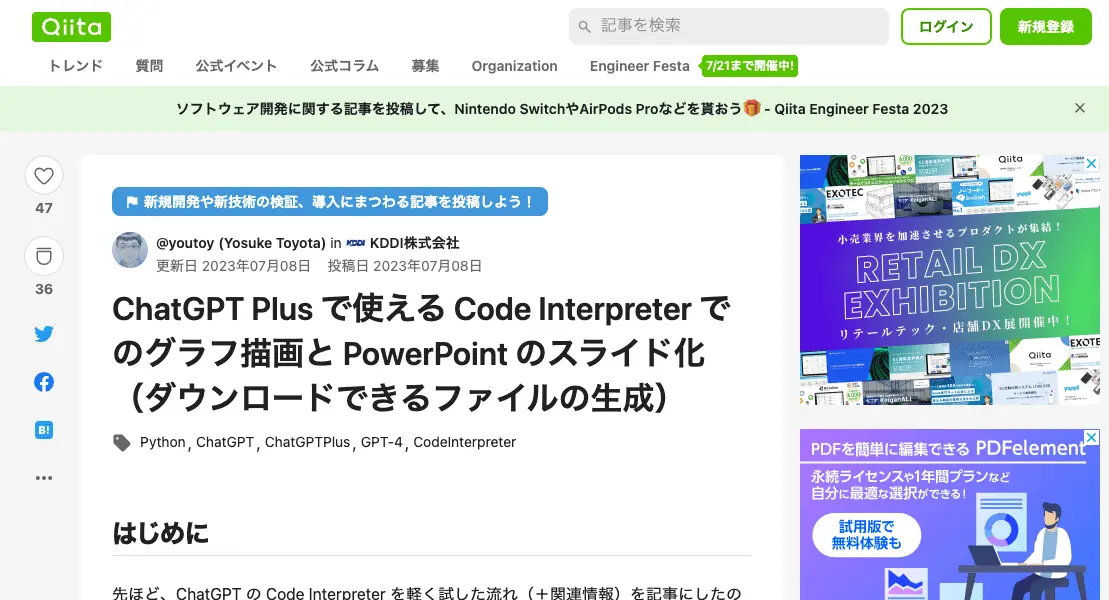 Qiita
記事を検索
ログイン
新規登録
トレンド
質問
公式イベント
公式コラム
募集
Organization
Engineer Festa
7/21まで開催中!
ソフトウェア開発に関する記事を投稿して、Nintendo SwitchやAirPods Proなどを貰おう🎁 - Qiita Engineer Festa 2023
47
36
B!
新規開発や新技術の検証、導入にまつわる記事を投稿しよう！
@youtoy (Yosuke Toyota) in KDDI KDDI株式会社
更新日 2023年07月08日 投稿日 2023年07月08日
ChatGPT Plus で使える Code Interpreter で
のグラフ描画と PowerPoint のスライド化
（ダウンロードできるファイルの生成）
Python, ChatGPT, ChatGPTPlus, GPT-4, CodeInterpreter
はじめに
先ほど、ChatGPT の Code Interpreter を軽く試した流れ（＋関連情報）を記事にしたの
Qiita
EXOTEC
KeiganALI
yappli
小売業界を加速させるプロダクトが集結！
RETAIL DX
EXHIBITION
リテールテック・店舗DX展開催中！
Qiita
EXOTE
KeiganALI
yappli
PDFを簡単に編集できる PDFelement
永続ライセンスや1年間プランなど
自分に最適な選択ができる!
試用版で
無料体験も